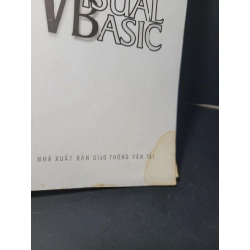 VISUAL
BASIC
NHÀ XUẤT BẢN GIAO THÔNG VẬN TẢI